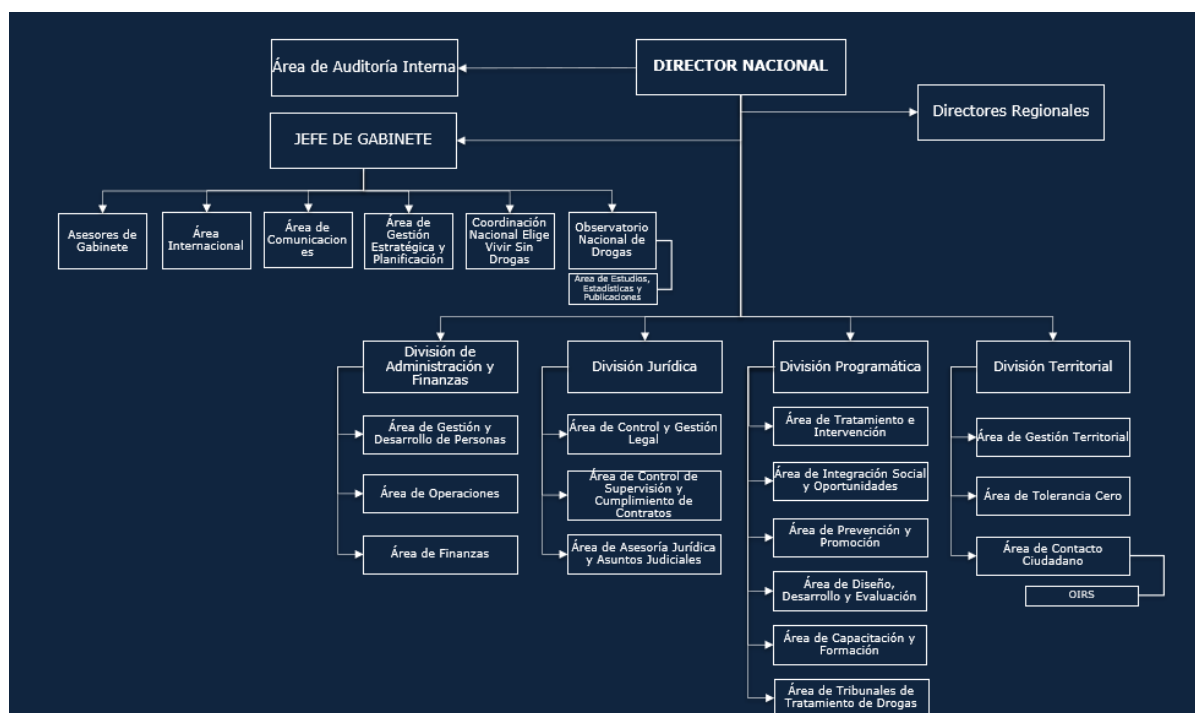 Área de Auditoría Interna
DIRECTOR NACIONAL
Directores Regionales
JEFE DE GABINETE
Asesores de
Gabinete
Área
Internacional
Área de
Comunicacion
es
Área de
Gestión
Estratégica y
Planificación
Coordinación
Nacional Elige
Vivir Sin
Drogas
Observatorio
Nacional de
Drogas
Área de Estudios,
Estadísticas y
Publicaciones
División de
Administración y
Finanzas
División Jurídica
División Programática
División Territorial
Área de Gestión y
Desarrollo de Personas
Área de Operaciones
Área de Finanzas
Área de Control y Gestión
Legal
Área de Control de
Supervisión y
Cumplimiento de
Contratos
Área de Asesoría Jurídica
y Asuntos Judiciales
Área de Tratamiento e
Intervención
Área de Integración Social
y Oportunidades
Área de Prevención y
Promoción
Área de Diseño,
Desarrollo y Evaluación
Área de Capacitación y
Formación
Área de Tribunales de
Tratamiento de Drogas
Área de Gestión Territorial
Área de Tolerancia Cero
Área de Contacto
Ciudadano
OIRS